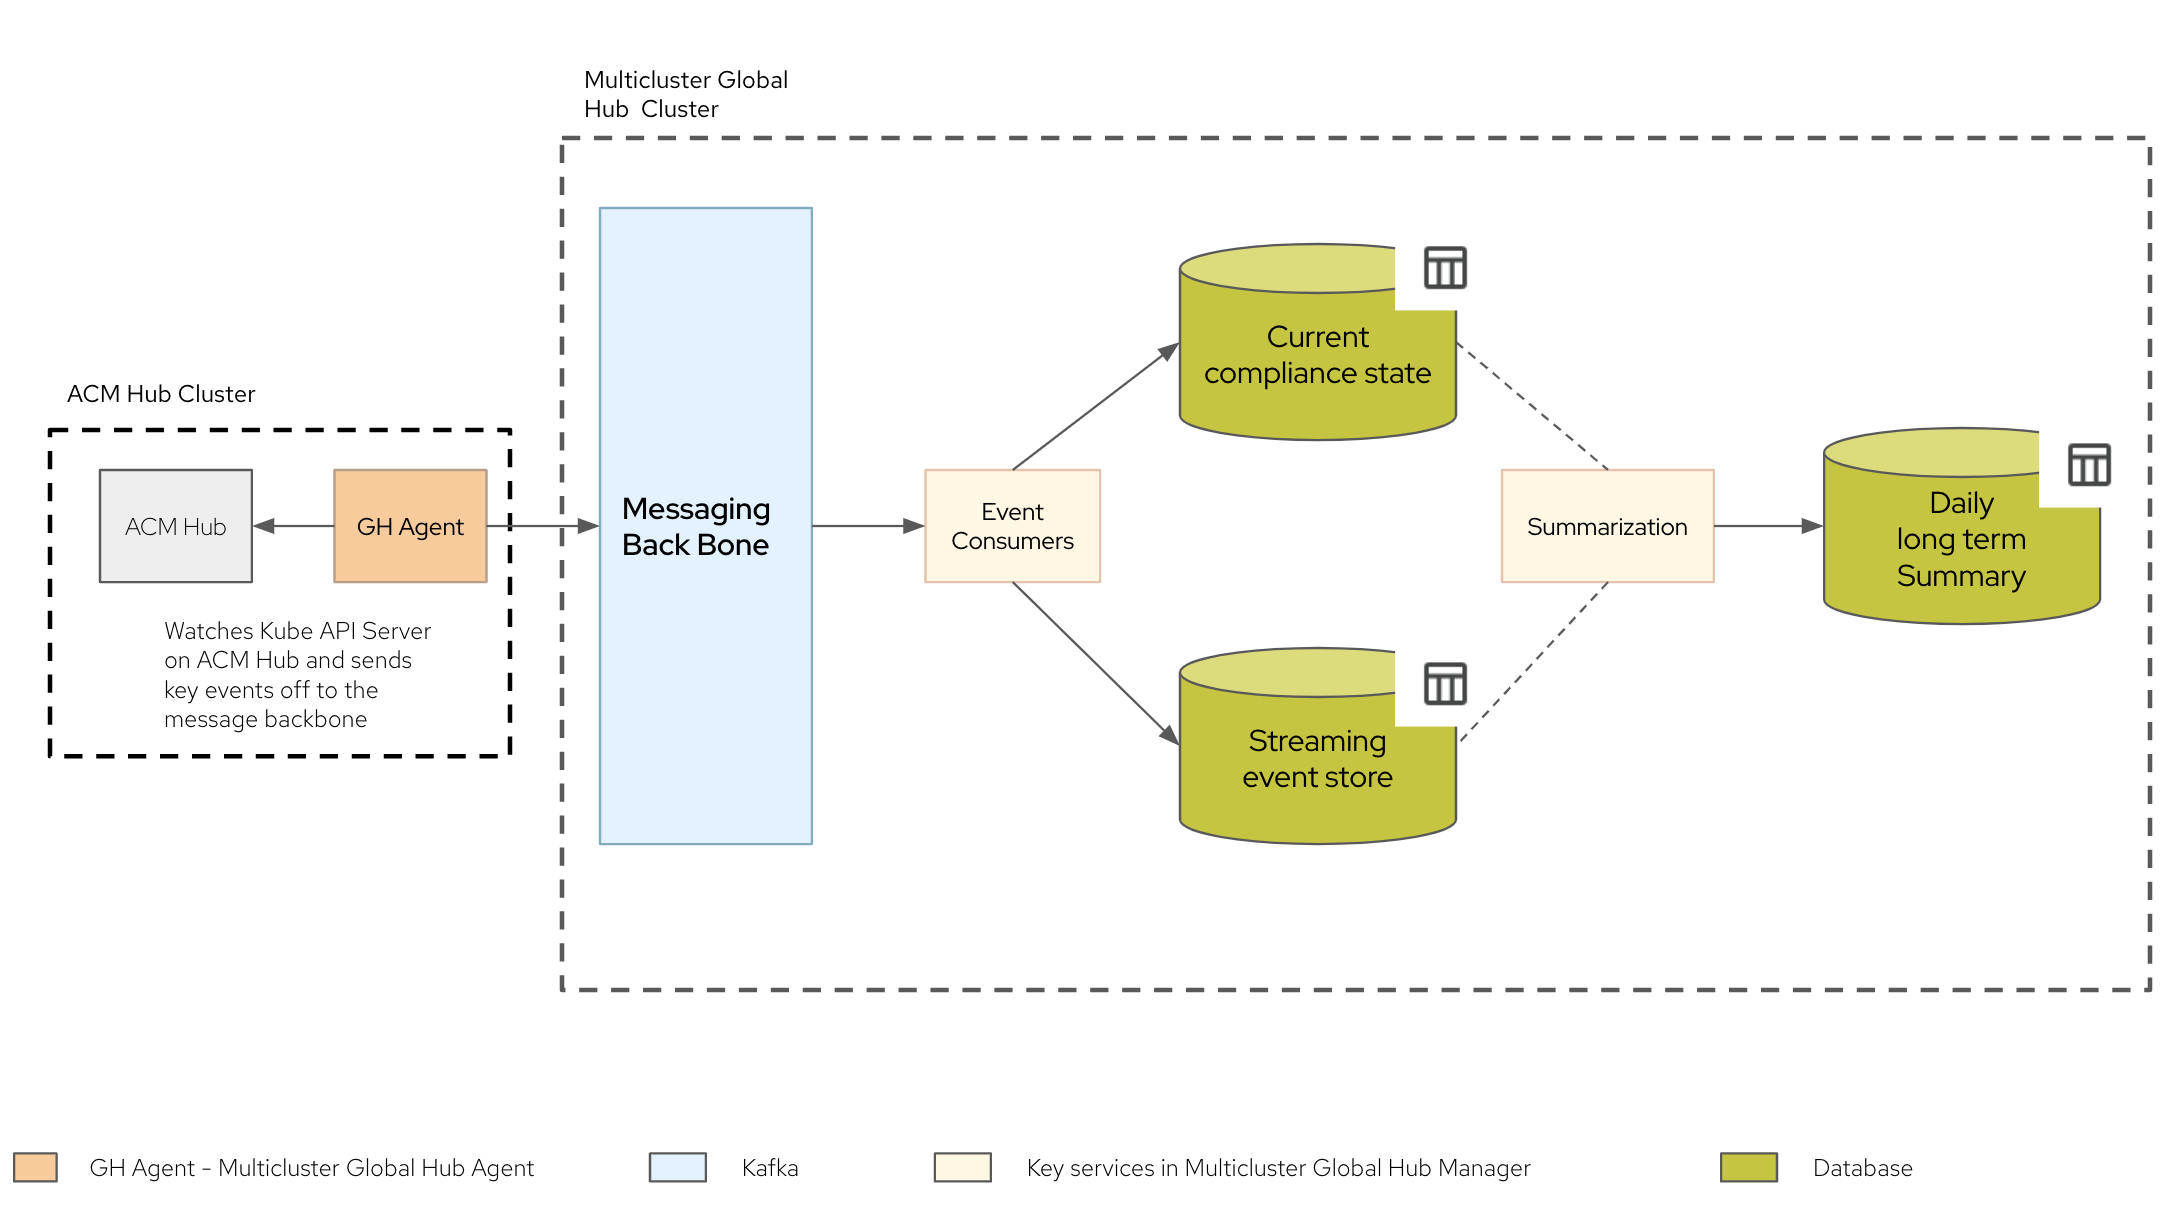 Multicluster Global
Hub Cluster
ACM Hub Cluster
ACM Hub
GH Agent
Watches Kube API Server
on ACM Hub and sends
key events off to the
message backbone
Messaging
Back Bone
Event
Consumers
Current
compliance state
Streaming
event store
Summarization
Daily
long term
Summary
GH Agent - Multicluster Global Hub Agent
Kafka
Key services in Multicluster Global Hub Manager
Database